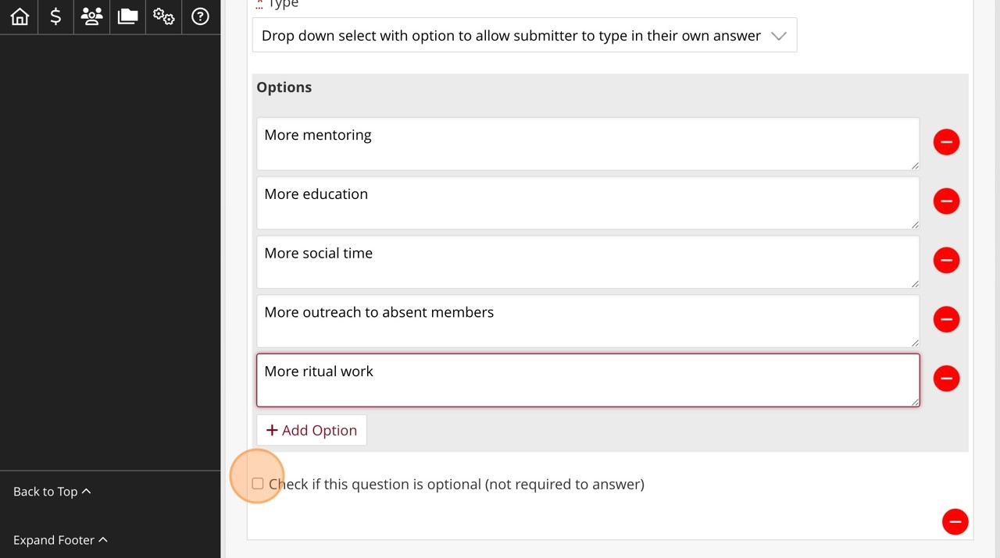 * Type
Drop down select with option to allow submitter to type in their own answer
Options
More mentoring
More education
More social time
More outreach to absent members
More ritual work
+ Add Option
Check if this question is optional (not required to answer)
Back to Top
Expand Footer